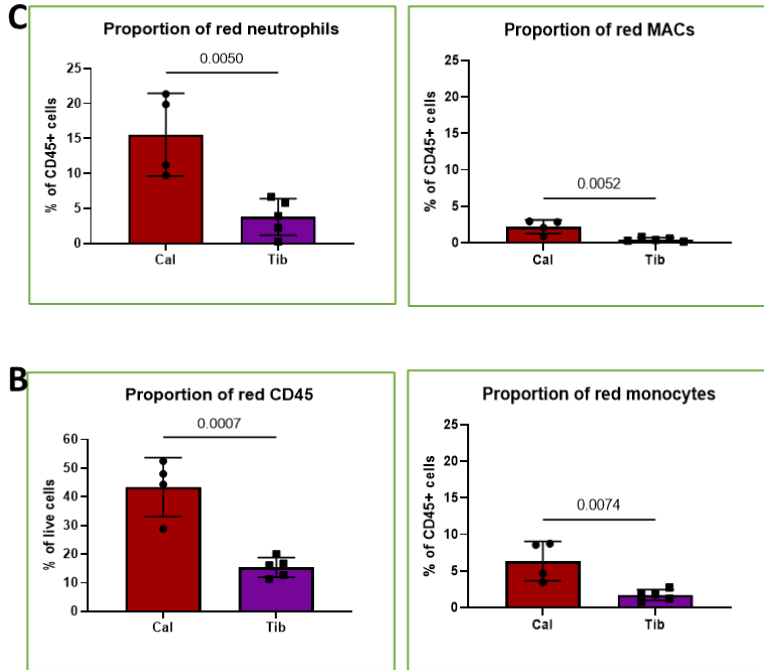 C
Proportion of red neutrophils
0.0050
% of CD45+ cells
25
20
15
10
5
0
Cal Tib
Proportion of red MACs
0.0052
% of CD45+ cells
25
20
15
10
5
0
Cal Tib
B
Proportion of red CD45
0.0007
% of live cells
60
50
40
30
20
10
0
Cal Tib
Proportion of red monocytes
0.0074
% of CD45+ cells
25
20
15
10
5
0
Cal Tib